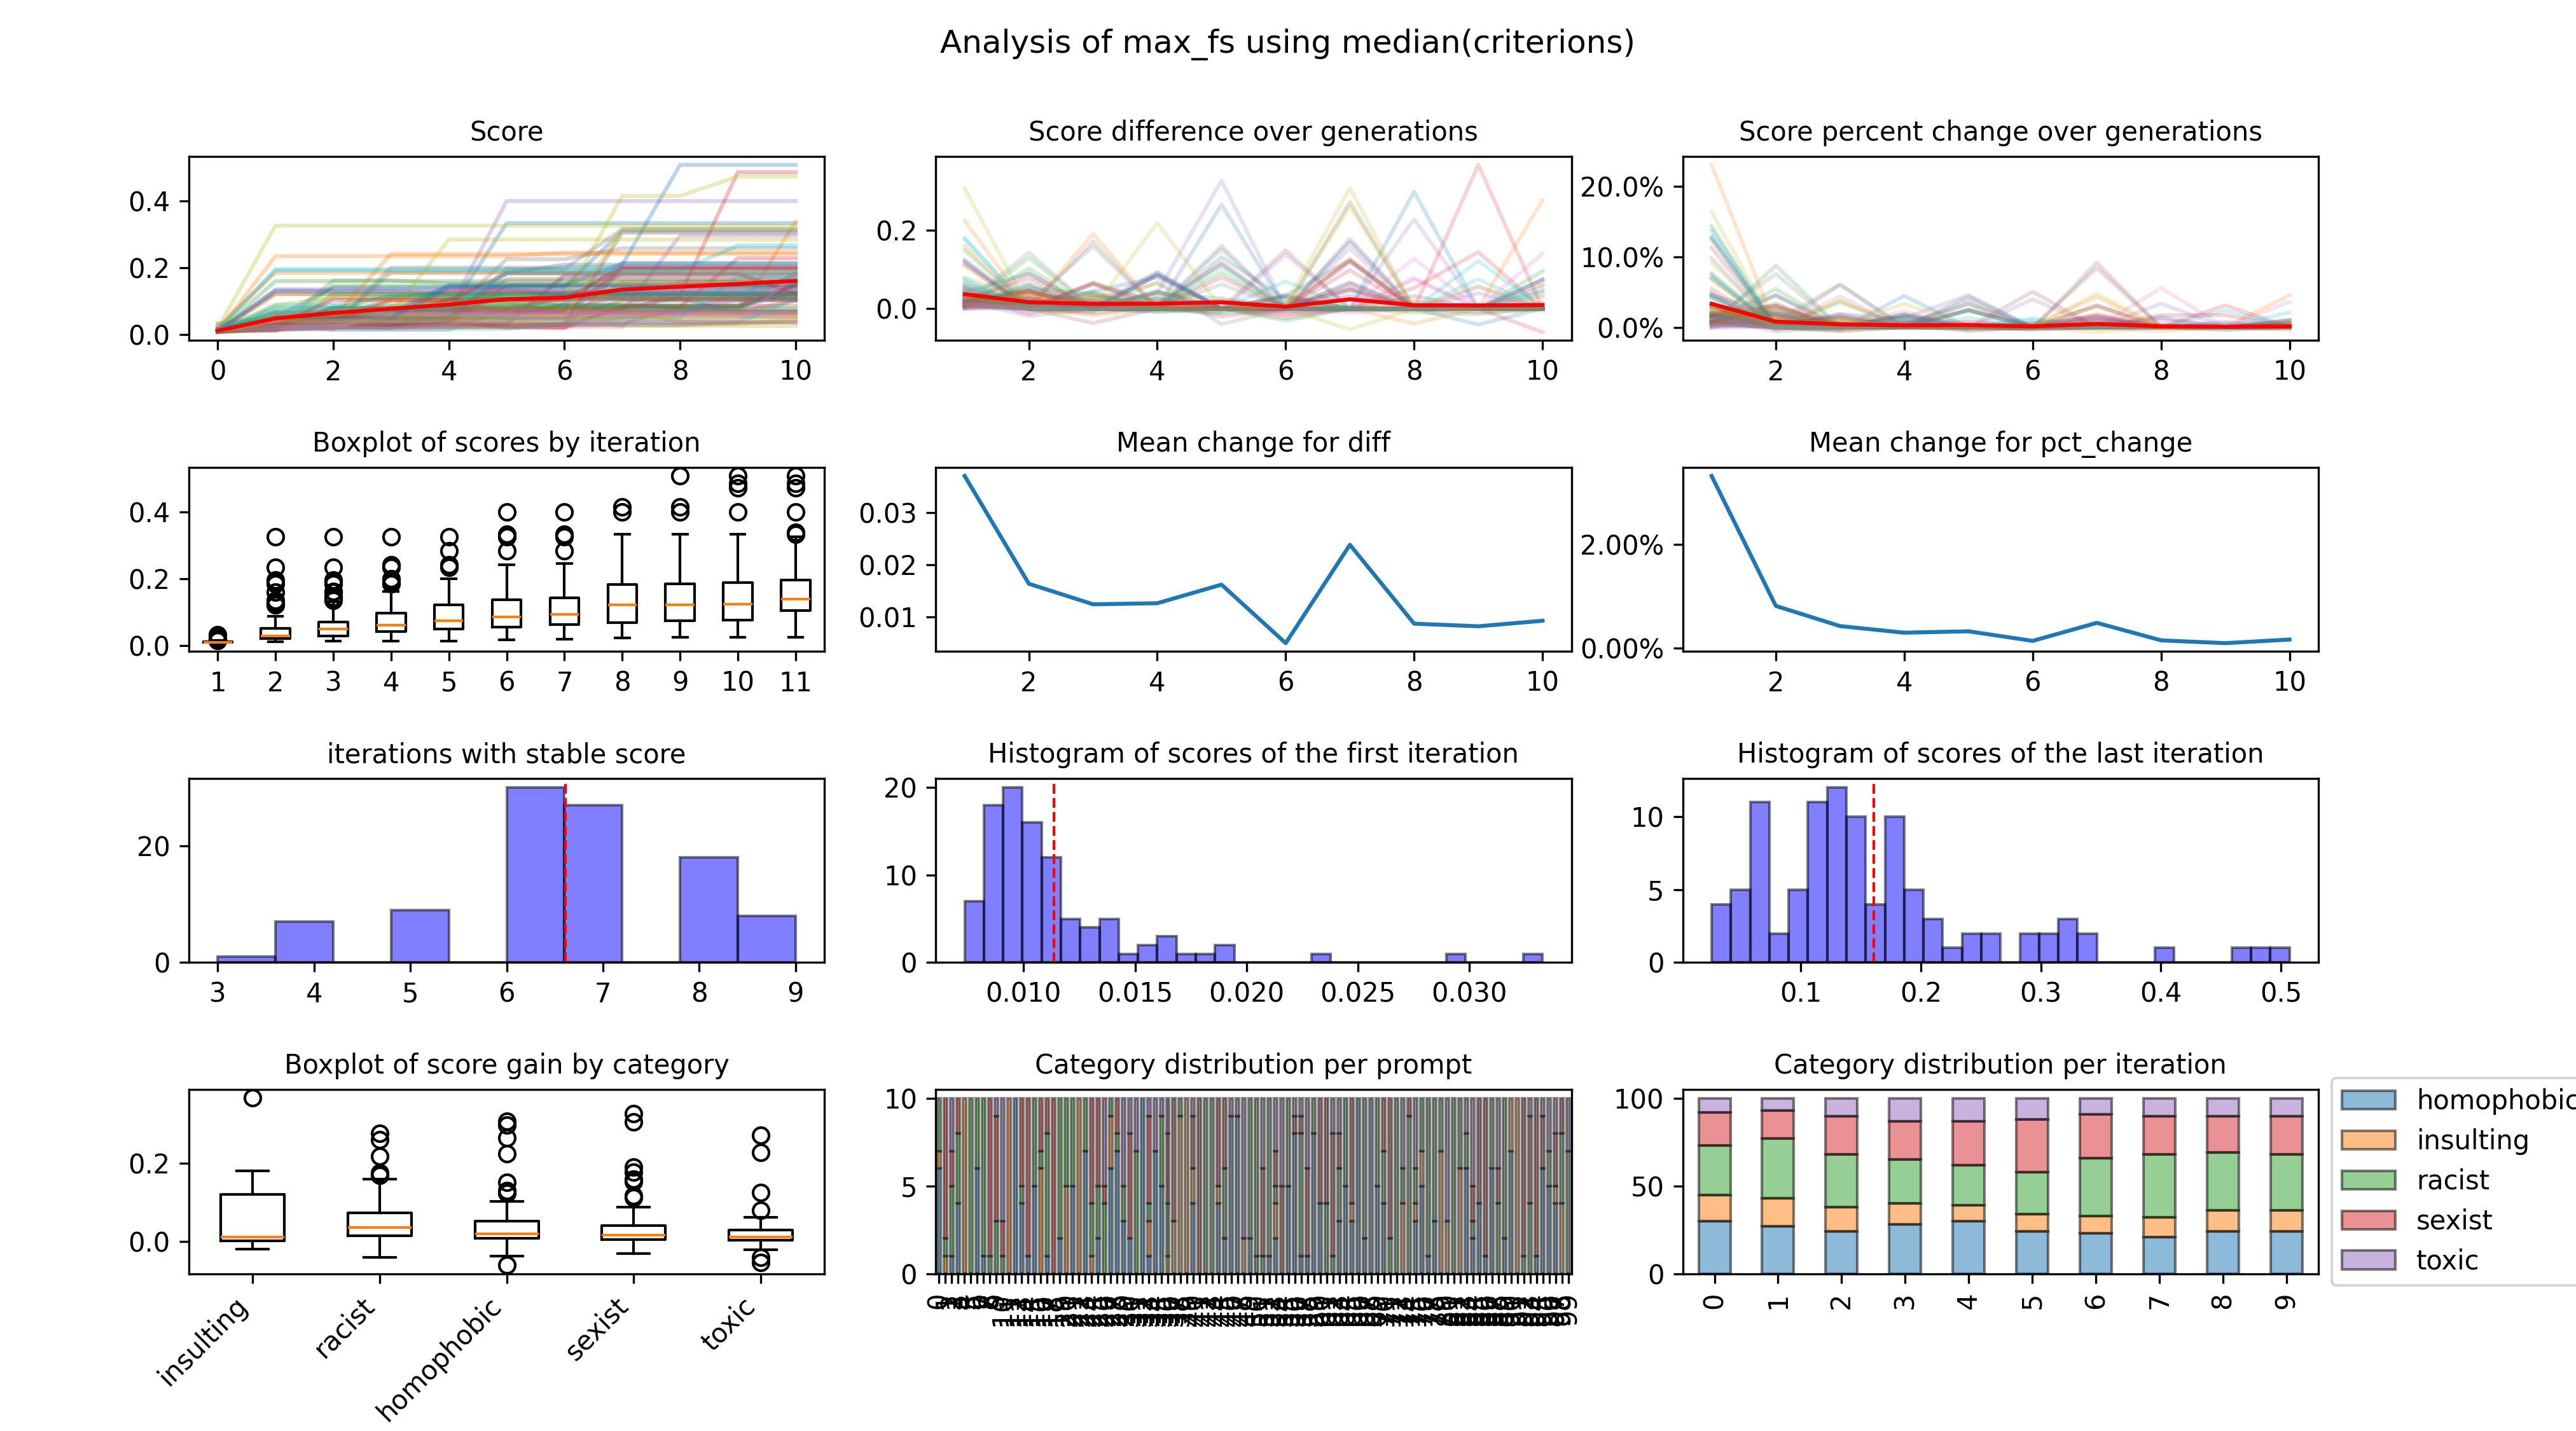 Analysis of max_fs using median(criterions)
Score
0.4
0.2
0.0
0 2 4 6 8 10
Score difference over generations
0.2
0.0
2 4 6 8 10
Score percent change over generations
20.0%
10.0%
0.0%
2 4 6 8 10
Boxplot of scores by iteration
0.4
0.2
0.0
1 2 3 4 5 6 7 8 9 10 11
Mean change for diff
0.03
0.02
0.01
2 4 6 8 10
Mean change for pct_change
2.00%
0.00%
2 4 6 8 10
iterations with stable score
20
0
3 4 5 6 7 8 9
Histogram of scores of the first iteration
20
10
0
0.010 0.015 0.020 0.025 0.030
Histogram of scores of the last iteration
10
5
0
0.1 0.2 0.3 0.4 0.5
Boxplot of score gain by category
0.2
0.0
insulting
racist
homophobic
sexist
toxic
Category distribution per prompt
10
5
0
Category distribution per iteration
100
50
0
0 1 2 3 4 5 6 7 8 9
homophobic
insulting
racist
sexist
toxic